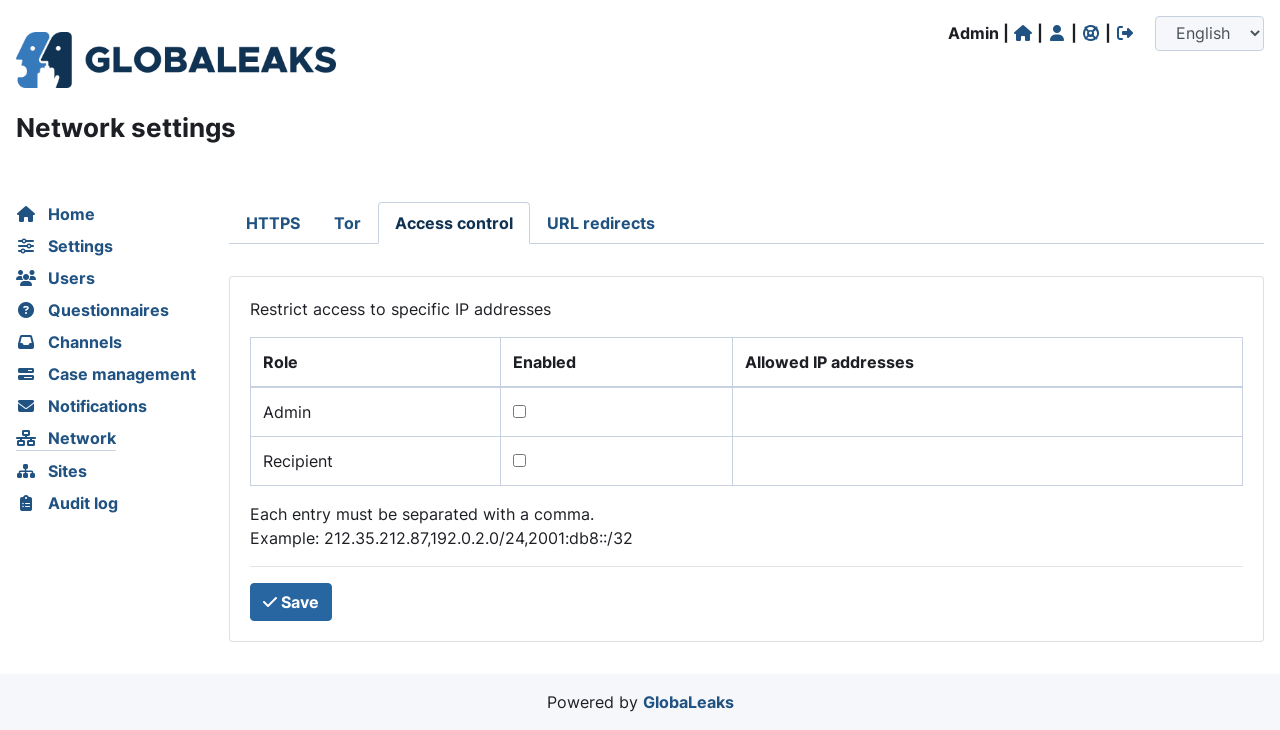 GLOBALEAKS
Admin | | | |
English
Network settings
Home
Settings
Users
Questionnaires
Channels
Case management
Notifications
Network
Sites
Audit log
HTTPS Tor Access control URL redirects
Restrict access to specific IP addresses
Role Enabled Allowed IP addresses
Admin
Recipient
Each entry must be separated with a comma.
Example: 212.35.212.87,192.0.2.0/24,2001:db8::/32
Save
Powered by GlobaLeaks